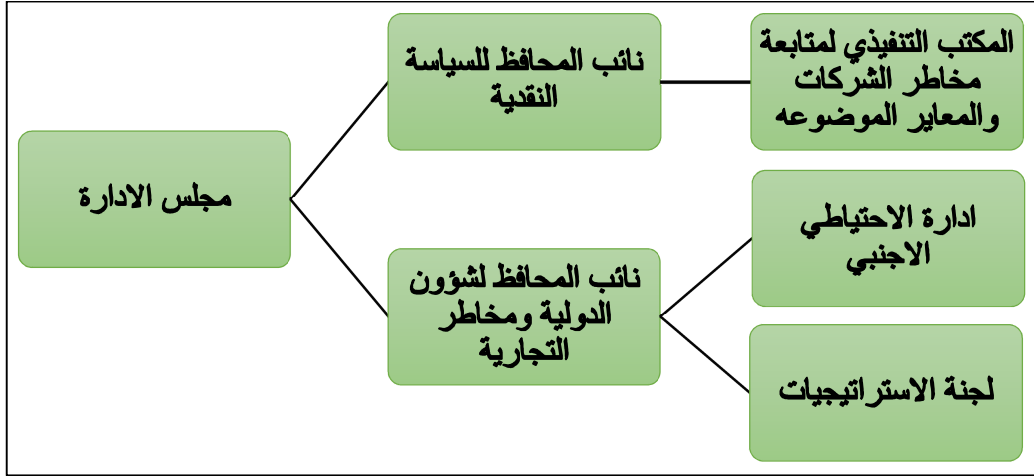 مجلس الادارة
نائب المحافظ للسياسة
النقدية
المكتب التنفيذي لمتابعة
مخاطر الشركات
والمعاير الموضوعه
نائب المحافظ لشؤون
الدولية ومخاطر
التجارية
ادارة الاحتياطي
الاجنبي
لجنة الاستراتيجيات